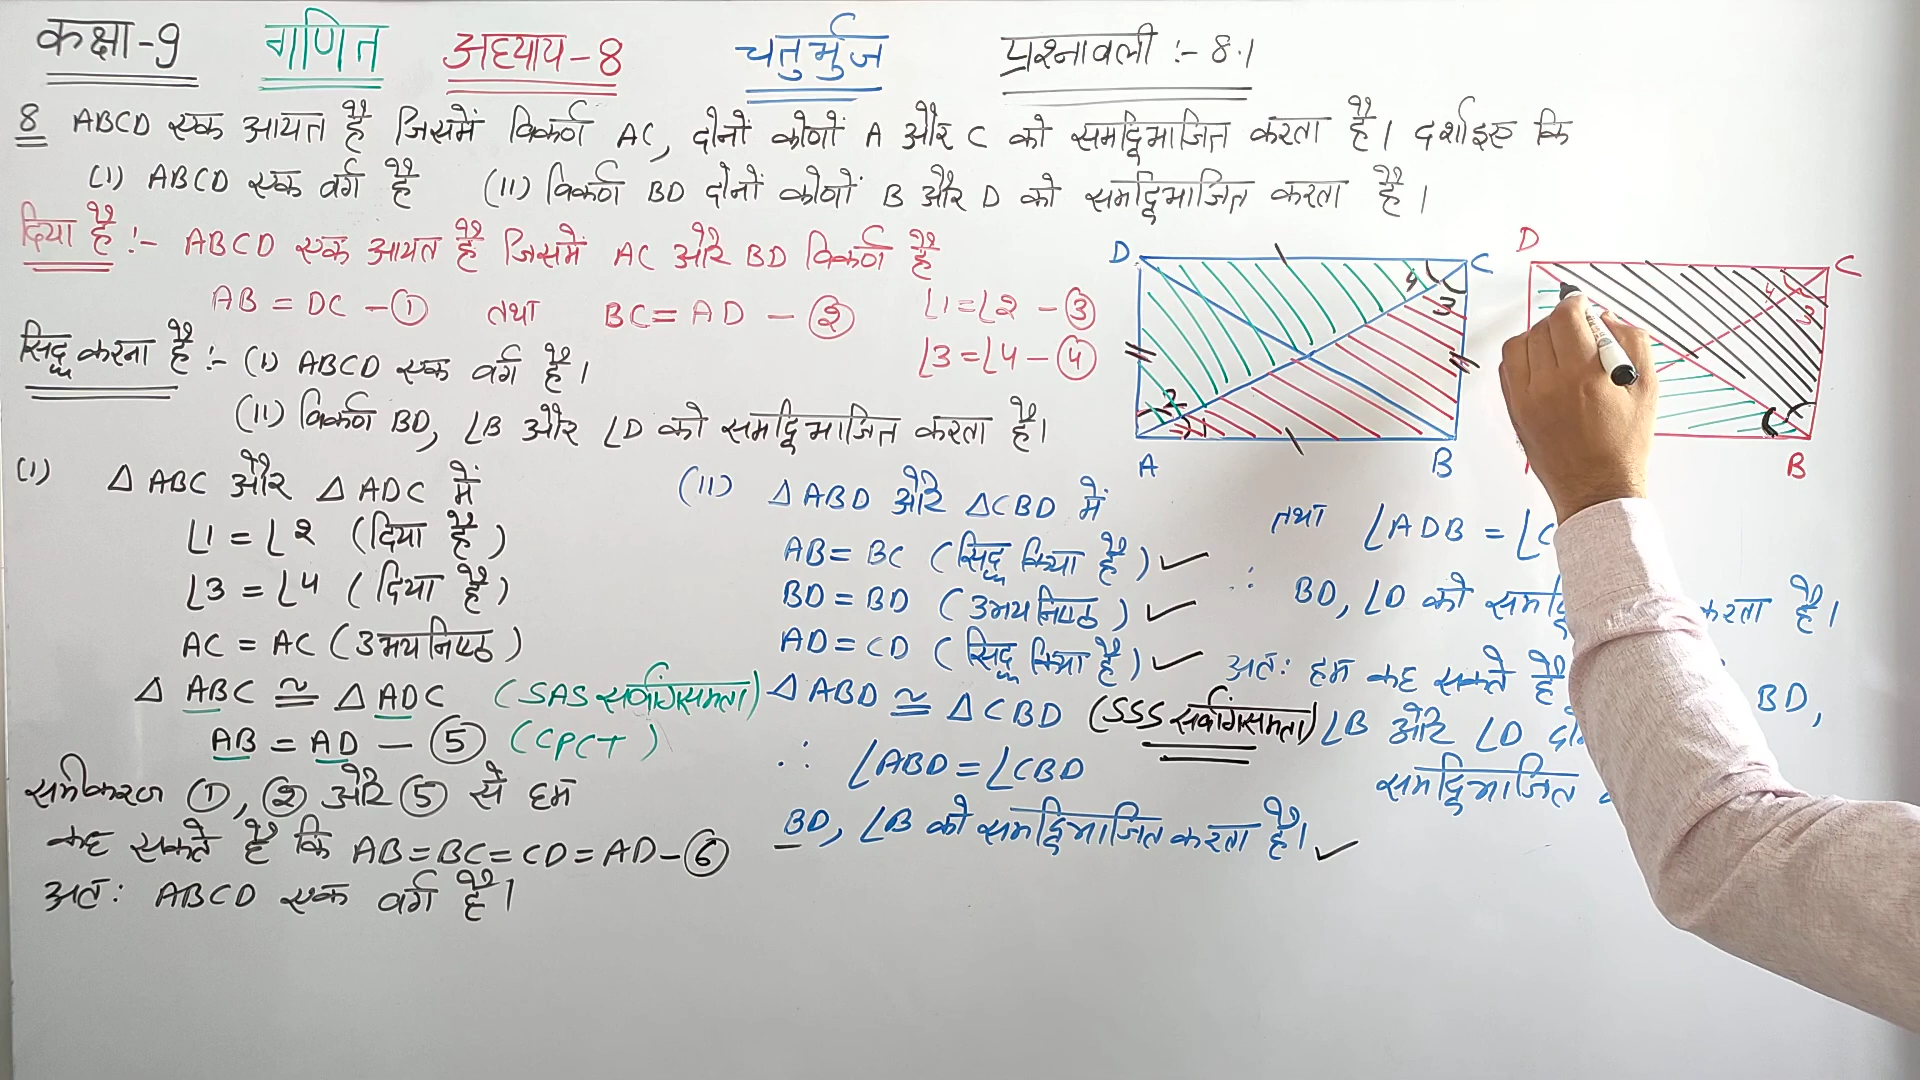 कक्षा-9 गणित अध्याय-8 चतुर्भुज प्रश्नावली :- 8.1
8 ABCD एक आयत है जिसमें विकर्ण AC, दोनों कोणों A और C को समद्विभाजित करता है। दर्शाइए कि
(i) ABCD एक वर्ग है (ii) विकर्ण BD दोनों कोणों B और D को समद्विभाजित करता है।
दिया है :- ABCD एक आयत है जिसमें AC और BD विकर्ण है
AB = DC - ① तथा BC = AD - ② ∠1=∠2 - ③
∠3=∠4 - ④
सिद्ध करना है :- (i) ABCD एक वर्ग है।
(ii) विकर्ण BD, ∠B और ∠D को समद्विभाजित करता है।
D C
4 3
2 1
A B
D C
4 3
B
(i) △ ABC और △ ADC में
∠1 = ∠2 (दिया है)
∠3 = ∠4 (दिया है)
AC = AC (उभयनिष्ठ)
△ ABC ≅ △ ADC (SAS सर्वांगसमता)
AB = AD - ⑤ (CPCT)
समीकरण ①, ② और ⑤ से हम
कह सकते है कि AB=BC=CD=AD-⑥
अतः ABCD एक वर्ग है।
(ii) △ ABD और △CBD में
AB = BC (सिद्ध किया है) ✓
BD = BD (उभयनिष्ठ) ✓
AD = CD (सिद्ध किया है) ✓
△ ABD ≅ △ CBD (SSS सर्वांगसमता)
∴ ∠ABD = ∠CBD
BD, ∠B को समद्विभाजित करता है। ✓
तथा ∠ADB = ∠C
∴ BD, ∠D को करता है।
अतः हम कह सकते है BD,
∠B और ∠D
समद्विभाजित